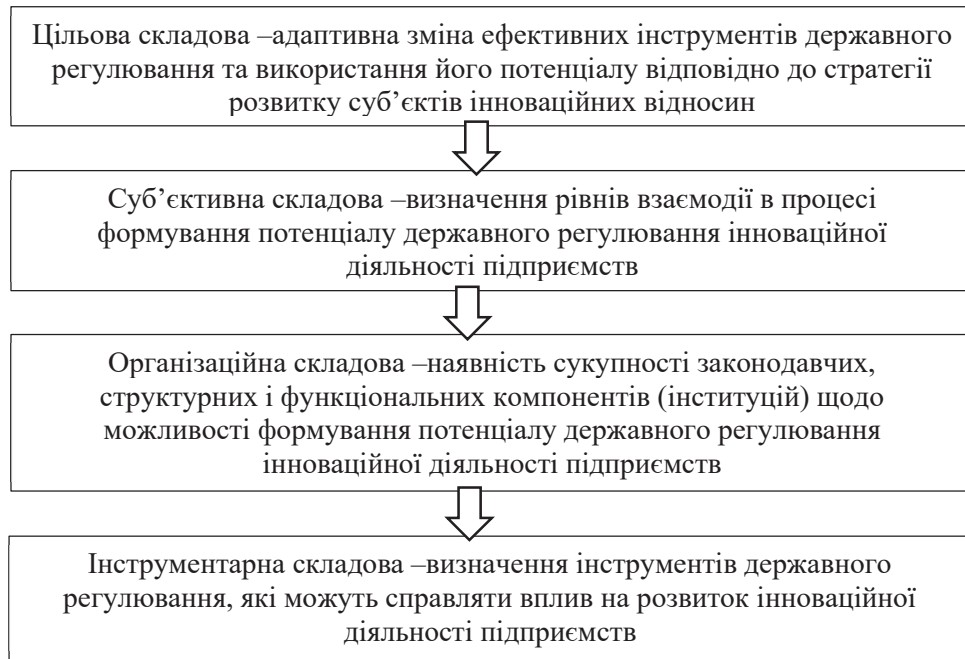 Цільова складова –адаптивна зміна ефективних інструментів державного
регулювання та використання його потенціалу відповідно до стратегії
розвитку суб’єктів інноваційних відносин
Суб’єктивна складова –визначення рівнів взаємодії в процесі
формування потенціалу державного регулювання інноваційної
діяльності підприємств
Організаційна складова –наявність сукупності законодавчих,
структурних і функціональних компонентів (інституцій) щодо
можливості формування потенціалу державного регулювання
інноваційної діяльності підприємств
Інструментарна складова –визначення інструментів державного
регулювання, які можуть справляти вплив на розвиток інноваційної
діяльності підприємств